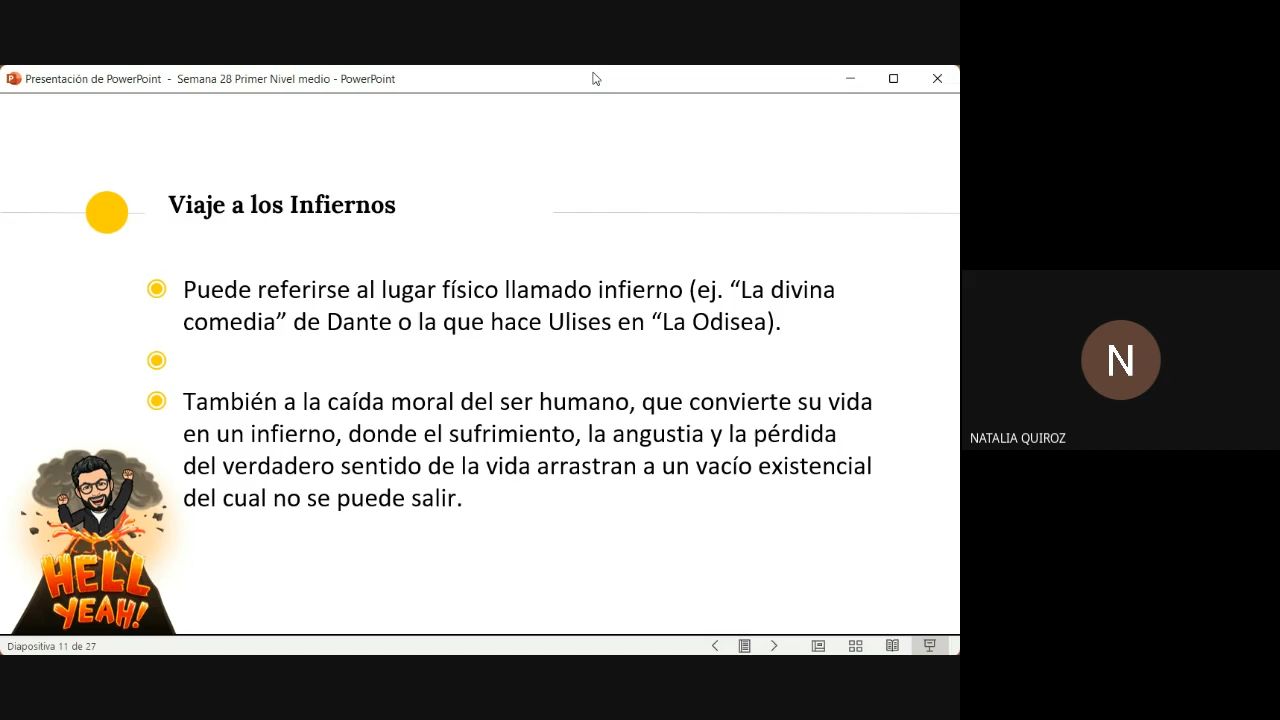 Presentación de PowerPoint - Semana 28 Primer Nivel medio - PowerPoint
Viaje a los Infiernos
Puede referirse al lugar físico llamado infierno (ej. “La divina
comedia” de Dante o la que hace Ulises en “La Odisea).
También a la caída moral del ser humano, que convierte su vida
en un infierno, donde el sufrimiento, la angustia y la pérdida
del verdadero sentido de la vida arrastran a un vacío existencial
del cual no se puede salir.
HELL
YEAH!
Diapositiva 11 de 27
N
NATALIA QUIROZ